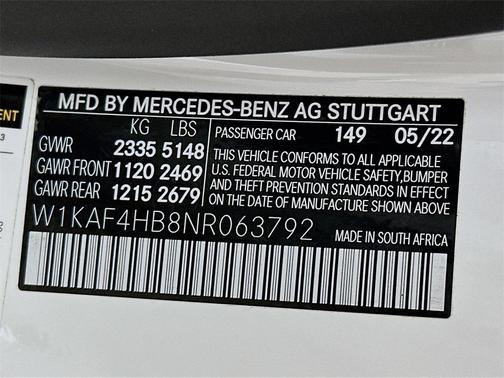 MFD BY MERCEDES-BENZ AG STUTTGART
KG LBS
GVWR 2335 5148
GAWR FRONT 1120 2469
GAWR REAR 1215 2679
PASSENGER CAR 149 05/22
THIS VEHICLE CONFORMS TO ALL APPLICABLE
U.S. FEDERAL MOTOR VEHICLE SAFETY, BUMPER
AND THEFT PREVENTION STANDARDS IN EFFECT
ON THE DATE OF MANUFACTURE SHOWN ABOVE.
W1KAF4HB8NR063792
MADE IN SOUTH AFRICA